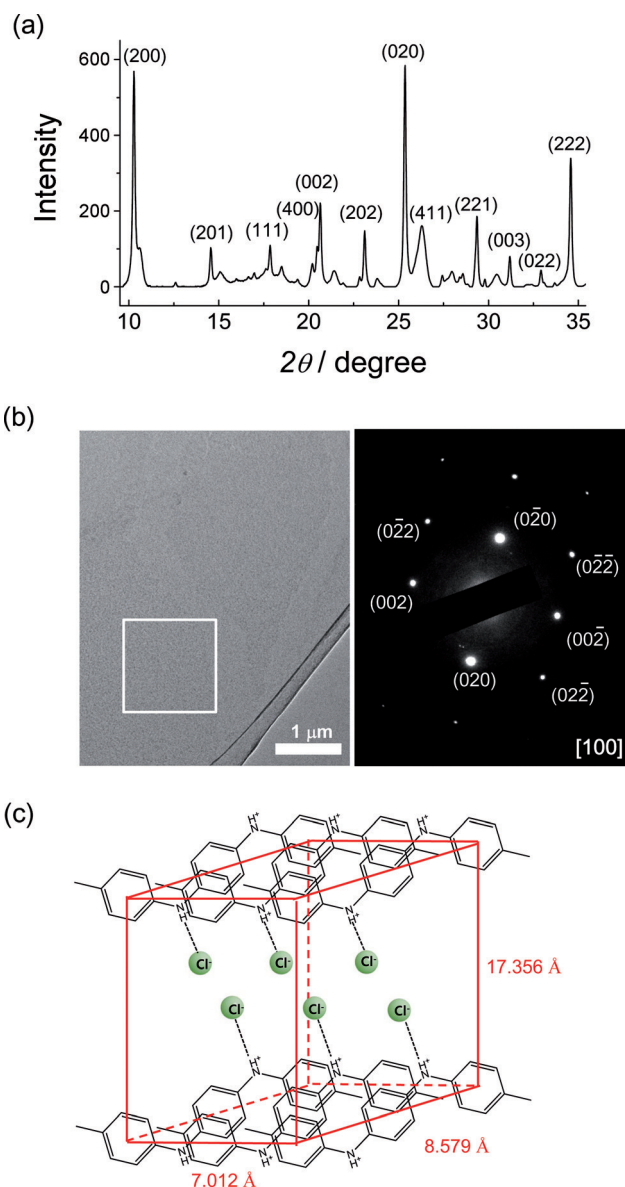 (a)
(020)
(200)
600
(222)
400
(002)
(221)
(400)
(202)
(411)
200
(111)
(201)
(003)
(022)
0
Intensity
10 15 20 25 30 35
2θ / degree
(b)
(02̅2)
(02̅0)
(02̅2̅)
(002)
(002̅)
(020)
(022̅)
1 μm
[100]
(c)
H⁺ H⁺ H⁺
N N N
N N N
H⁺ H⁺ H⁺
Cl⁻ Cl⁻ Cl⁻
17.356 Å
Cl⁻ Cl⁻ Cl⁻
H⁺ H⁺ H⁺
N N N
8.579 Å
N N N
H⁺ H⁺ H⁺
7.012 Å